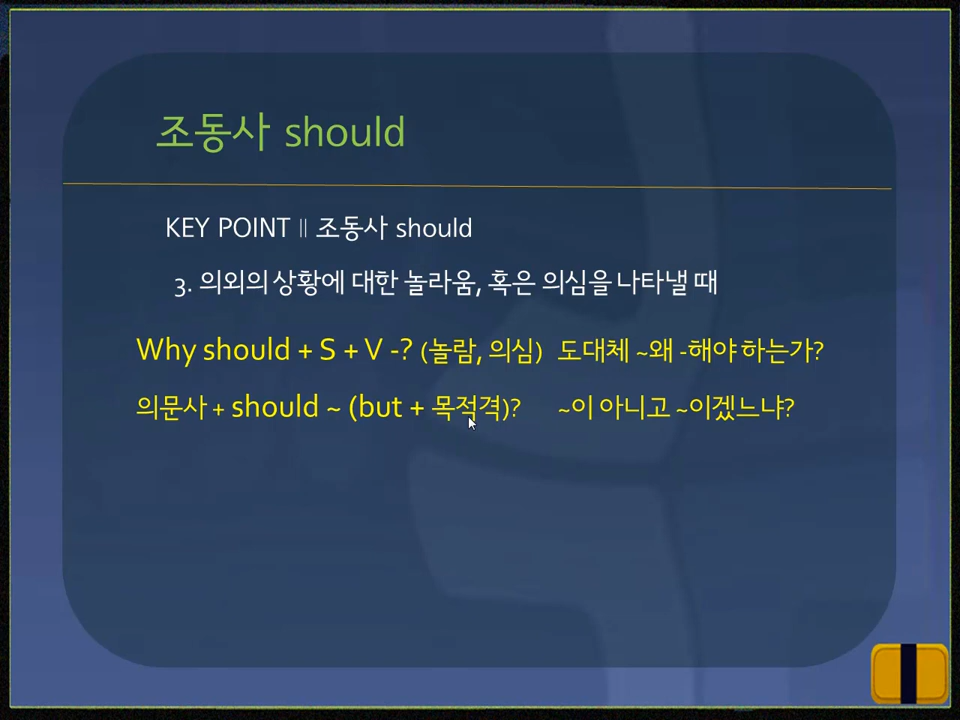 조동사 should
KEY POINT II 조동사 should
3. 의외의 상황에 대한 놀라움, 혹은 의심을 나타낼 때
Why should + S + V -? (놀람, 의심) 도대체 ~왜 -해야 하는가?
의문사 + should ~ (but + 목적격)? ~이 아니고 ~이겠느냐?